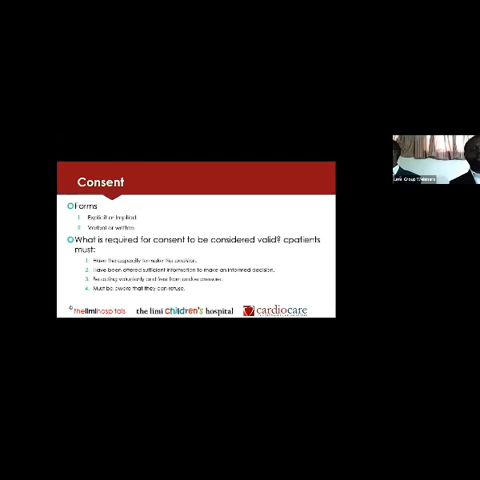 Consent
Forms
1 Explicit or implied.
2 Verbal or written.
What is required for consent to be considered valid? cpatients
must:
1. Have the capacity to make the decision.
2. Have been offered sufficient information to make an informed decision.
3. Be acting voluntarily and free from undue pressure.
4. Must be aware that they can refuse.
thelimihospitals the limi children's hospital cardiocare